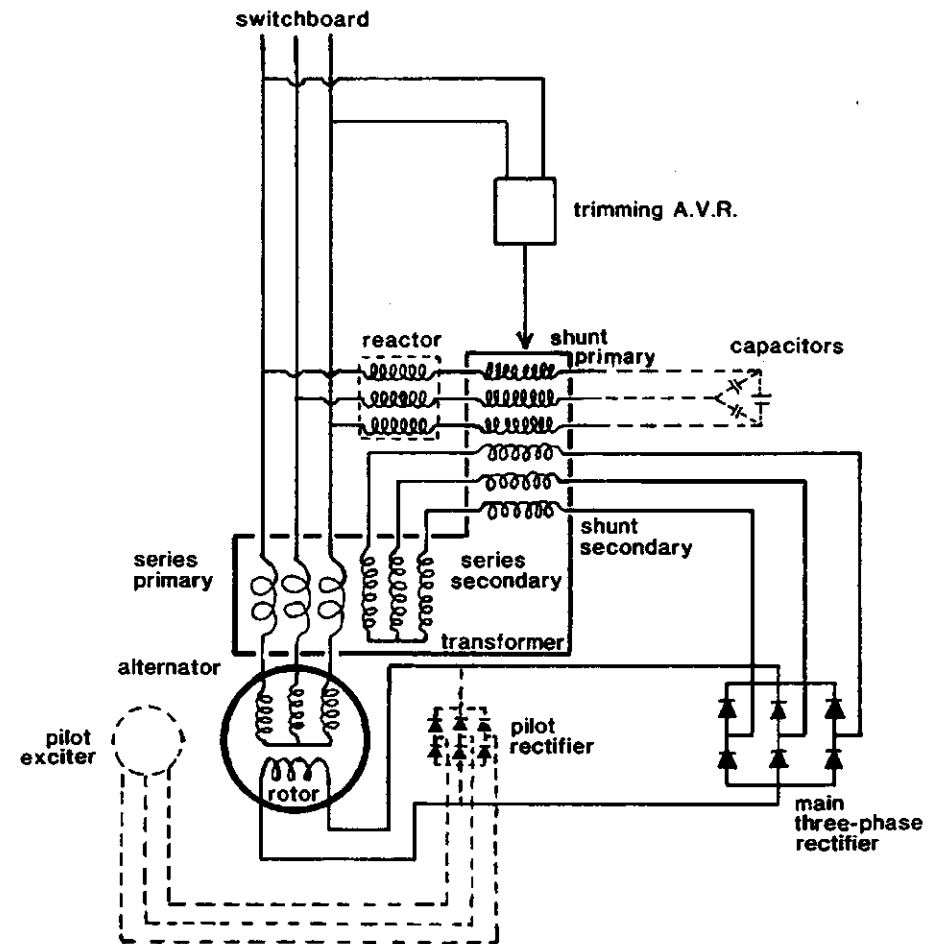 switchboard
trimming A.V.R.
reactor
shunt
primary
capacitors
shunt
secondary
series
primary
series
secondary
transformer
alternator
pilot
exciter
pilot
rectifier
rotor
main
three-phase
rectifier